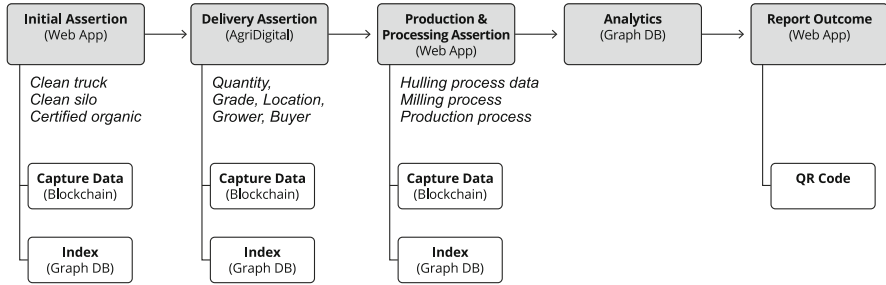 Initial Assertion
(Web App)
Delivery Assertion
(AgriDigital)
Production &
Processing Assertion
(Web App)
Analytics
(Graph DB)
Report Outcome
(Web App)
Clean truck
Clean silo
Certified organic
Quantity,
Grade, Location,
Grower, Buyer
Hulling process data
Milling process
Production process
Capture Data
(Blockchain)
Capture Data
(Blockchain)
Capture Data
(Blockchain)
QR Code
Index
(Graph DB)
Index
(Graph DB)
Index
(Graph DB)